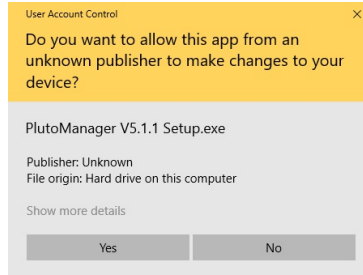 User Account Control
Do you want to allow this app from an
unknown publisher to make changes to your
device?
PlutoManager V5.1.1 Setup.exe
Publisher: Unknown
File origin: Hard drive on this computer
Show more details
Yes No